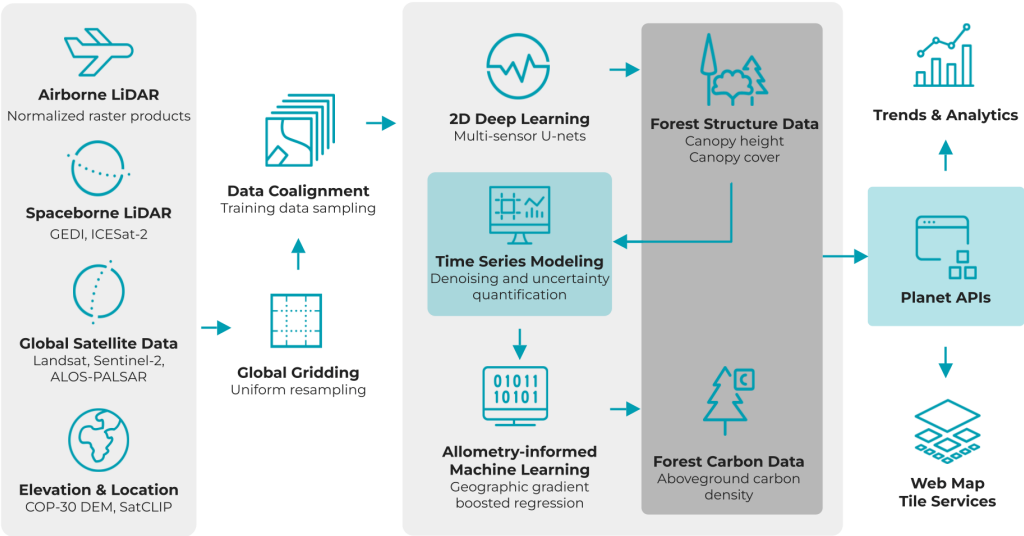 Airborne LiDAR
Normalized raster products
Spaceborne LiDAR
GEDI, ICESat-2
Global Satellite Data
Landsat, Sentinel-2,
ALOS-PALSAR
Elevation & Location
COP-30 DEM, SatCLIP
Data Coalignment
Training data sampling
Global Gridding
Uniform resampling
2D Deep Learning
Multi-sensor U-nets
Forest Structure Data
Canopy height
Canopy cover
Time Series Modeling
Denoising and uncertainty
quantification
01011
10101
Allometry-informed
Machine Learning
Geographic gradient
boosted regression
C
Forest Carbon Data
Aboveground carbon
density
Trends & Analytics
Planet APIs
Web Map
Tile Services